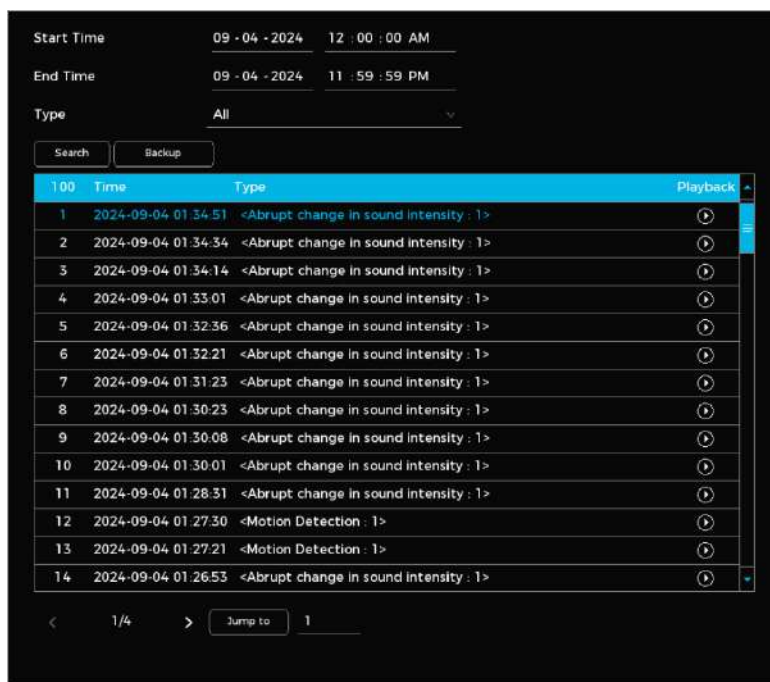 Start Time 09 - 04 - 2024 12 : 00 : 00 AM
End Time 09 - 04 - 2024 11 : 59 : 59 PM
Type All
Search Backup
100 Time Type Playback
1 2024-09-04 01:34:51 <Abrupt change in sound intensity : 1>
2 2024-09-04 01:34:34 <Abrupt change in sound intensity : 1>
3 2024-09-04 01:34:14 <Abrupt change in sound intensity : 1>
4 2024-09-04 01:33:01 <Abrupt change in sound intensity : 1>
5 2024-09-04 01:32:36 <Abrupt change in sound intensity : 1>
6 2024-09-04 01:32:21 <Abrupt change in sound intensity : 1>
7 2024-09-04 01:31:23 <Abrupt change in sound intensity : 1>
8 2024-09-04 01:30:23 <Abrupt change in sound intensity : 1>
9 2024-09-04 01:30:08 <Abrupt change in sound intensity : 1>
10 2024-09-04 01:30:01 <Abrupt change in sound intensity : 1>
11 2024-09-04 01:28:31 <Abrupt change in sound intensity : 1>
12 2024-09-04 01:27:30 <Motion Detection : 1>
13 2024-09-04 01:27:21 <Motion Detection : 1>
14 2024-09-04 01:26:53 <Abrupt change in sound intensity : 1>
< 1/4 > Jump to 1